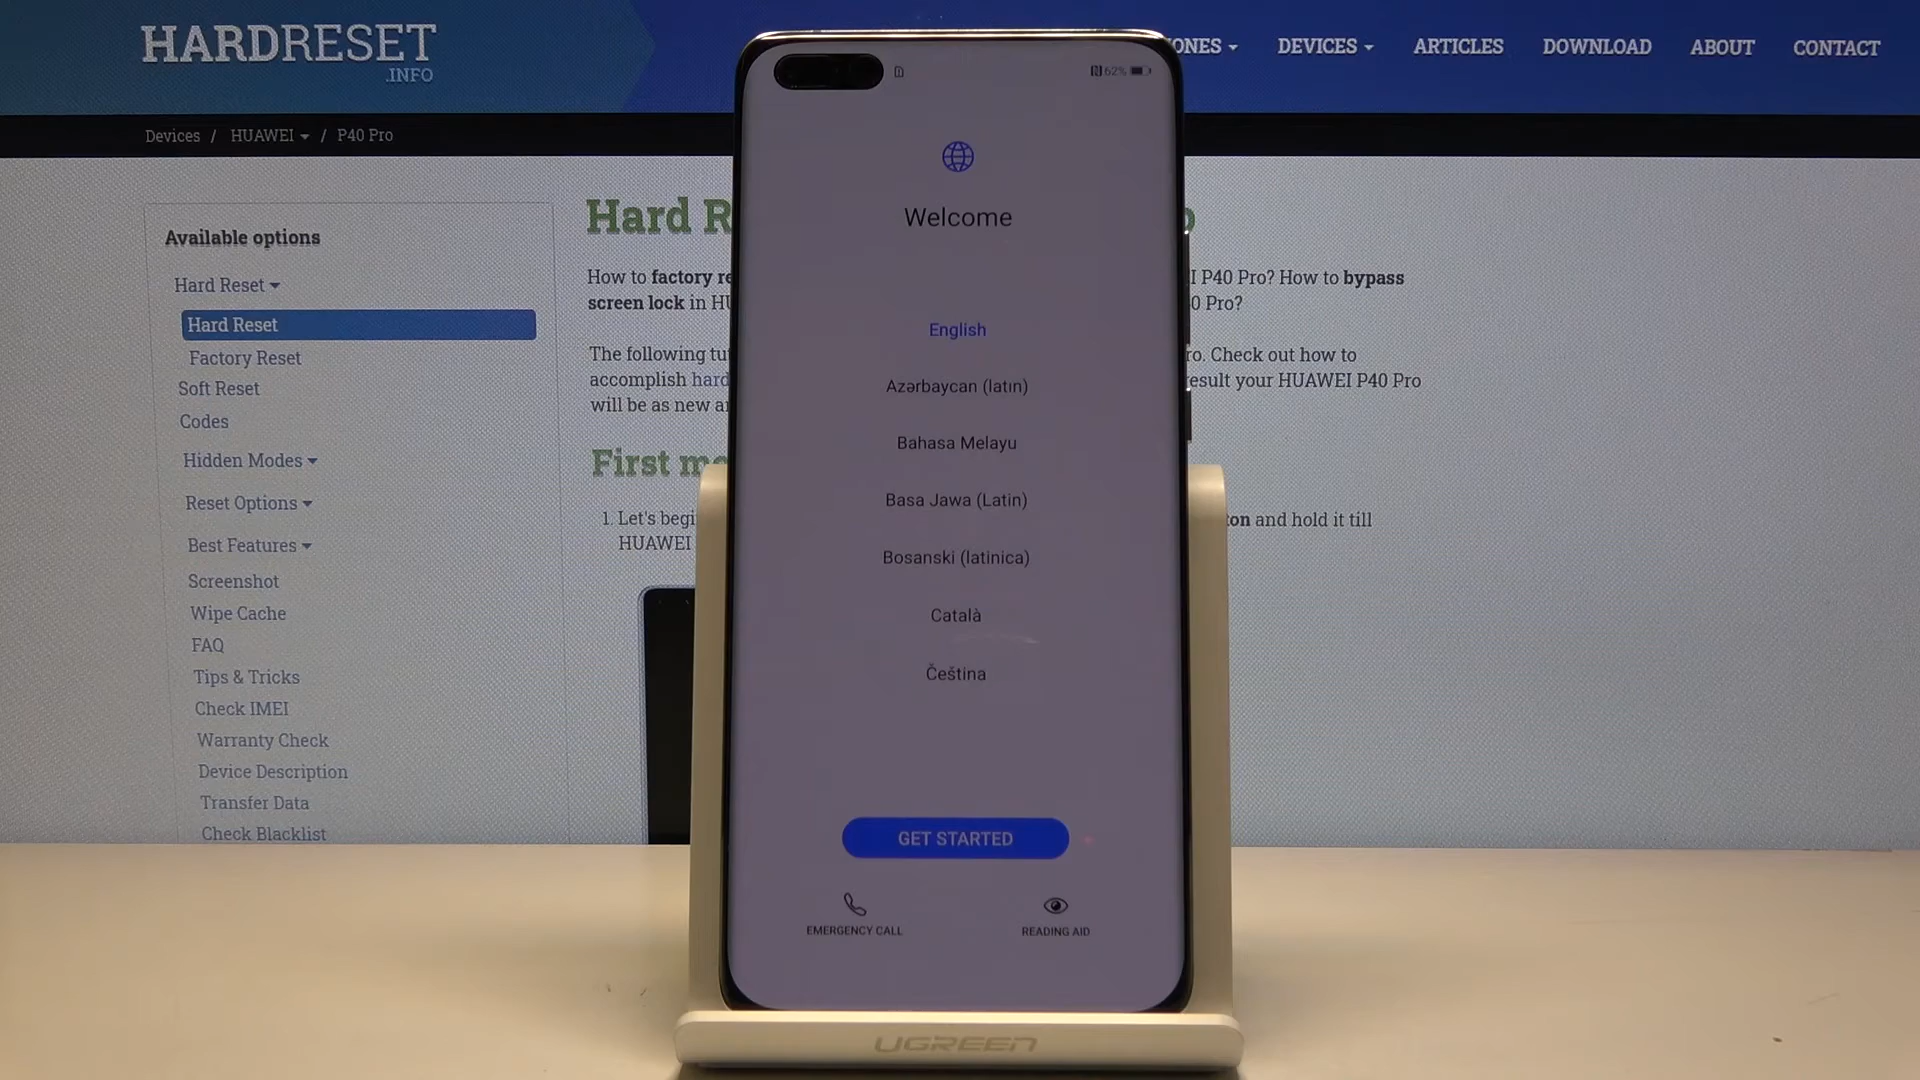 HARDRESET
.INFO
ONES
DEVICES
ARTICLES
DOWNLOAD
ABOUT
CONTACT
Devices / HUAWEI / P40 Pro
Available options
Hard Reset
Hard Reset
Factory Reset
Soft Reset
Codes
Hidden Modes
Reset Options
Best Features
Screenshot
Wipe Cache
FAQ
Tips & Tricks
Check IMEI
Warranty Check
Device Description
Transfer Data
Check Blacklist
Hard R
o
How to factory re
I P40 Pro? How to bypass
screen lock in HU
0 Pro?
The following tu
ro. Check out how to
accomplish hard
esult your HUAWEI P40 Pro
will be as new a
First mo
1. Let's begi
ton and hold it till
HUAWEI
62%
Welcome
English
Azərbaycan (latın)
Bahasa Melayu
Basa Jawa (Latin)
Bosanski (latinica)
Català
Čeština
GET STARTED
EMERGENCY CALL
READING AID
UGREEN